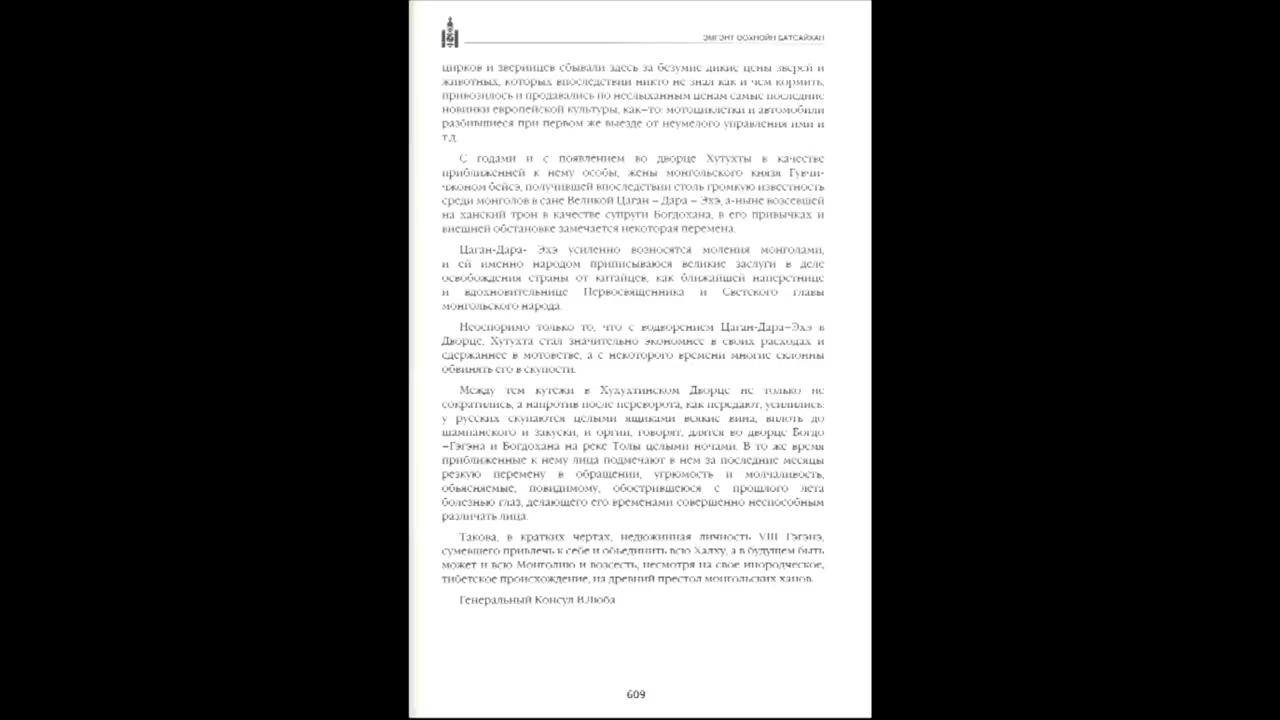 ЭМГЭНТ ООХНОЙН БАТСАЙХАН
цирков и зверинцев сбывали здесь за безумие дикие цены зверей и
животных, которых впоследствии никто не знал как и чем кормить,
привозилось и продавались по неслыханным ценам самые последние
новинки европейской культуры, как–то: мотоциклетки и автомобили
разбившиеся при первом же выезде от неумелого управления ими и
т.д.
С годами и с появлением во дворце Хутухты в качестве
приближенней к нему особы, жены монгольского князя Гувчи-
чжоном бейсэ, получившей впоследствии столь громкую известность
среди монголов в сане Великой Цаган – Дара – Эхэ, а-ныне возсевшей
на ханский трон в качестве супруги Богдохана, в его привычках и
внешней обстановке замечается некоторая перемена.
Цаган-Дара- Эхэ усиленно возносятся моления монголами,
и ей именно народом приписываюся великие заслуги в деле
освобождения страны от китайцев, как ближайшей наперстнице
и вдохновительнице Первосвященника и Светского главы
монгольского народа.
Неоспоримо только то, что с водворением Цаган-Дара–Эхэ в
Дворце, Хутухта стал значительно экономнее в своих расходах и
сдержаннее в мотовстве, а с некоторого времени многие склонны
обвинять его в скупости.
Между тем кутежи в Хухухтинском Дворце не только не
сократились, а напротив после переворота, как передают, усилились:
у русских скупаются целыми ящиками всякие вина, вплоть до
шампанского и закуски, и оргии, говорят, длятся во дворце Богдо
–Гэгэна и Богдохана на реке Толы целыми ночами. В то же время
приближенные к нему лица подмечают в нем за последние месяцы
резкую перемену в обращении, угрюмость и молчаливость,
обьясняемые, повидимому, обострившеюся с прошлого лета
болезнью глаз, делающего его временами совершенно неспособным
различать лица.
Такова, в кратких чертах, недюжинная личность VIII Гэгэнэ,
сумевшего привлечь к себе и обьединить всю Халху, а в будущем быть
может и всю Монголию и возсесть, несмотря на свое инородческое,
тибетское происхождение, на древний престол монгольских ханов.
Генеральный Консул В.Люба
609